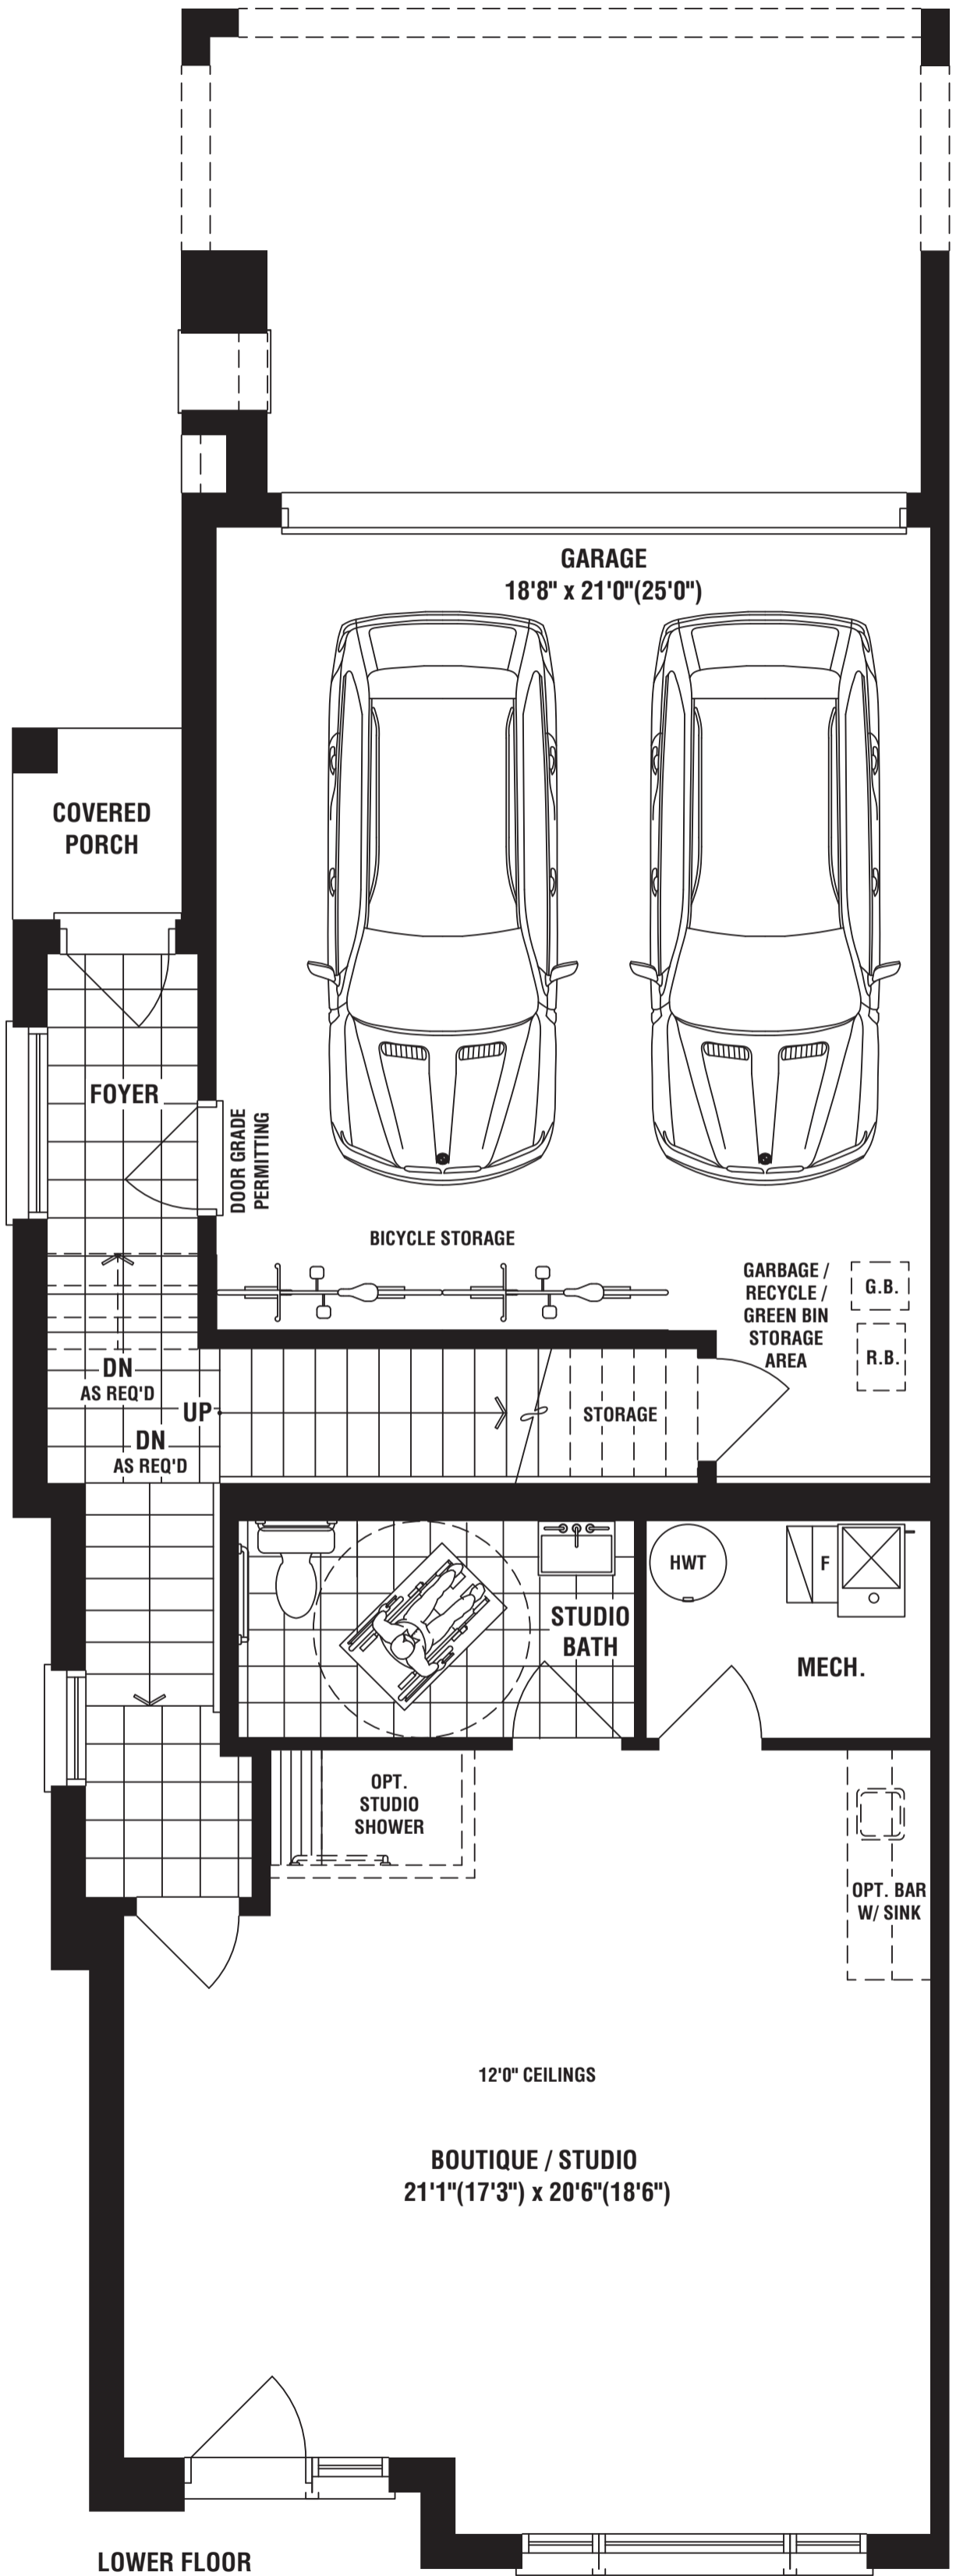 GARAGE
18'8" x 21'0"(25'0")
COVERED
PORCH
FOYER
DOOR GRADE
PERMITTING
BICYCLE STORAGE
GARBAGE /
RECYCLE /
GREEN BIN
STORAGE
AREA
G.B.
R.B.
DN
AS REQ'D
UP
DN
AS REQ'D
STORAGE
STUDIO
BATH
HWT
F
MECH.
OPT.
STUDIO
SHOWER
OPT. BAR
W/ SINK
12'0" CEILINGS
BOUTIQUE / STUDIO
21'1"(17'3") x 20'6"(18'6")
LOWER FLOOR